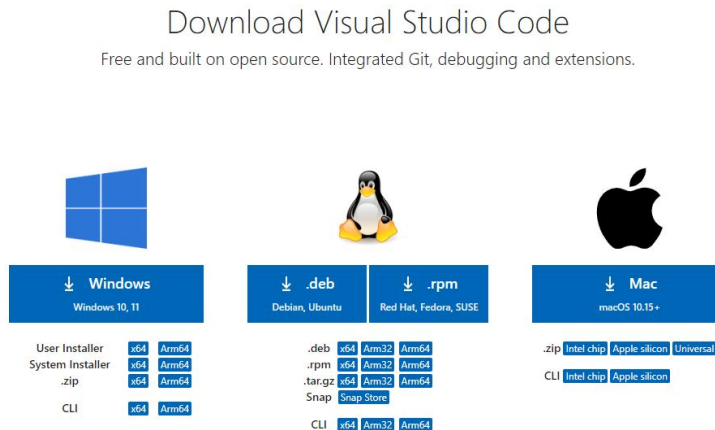 Download Visual Studio Code
Free and built on open source. Integrated Git, debugging and extensions.
Windows
Windows 10, 11
User Installer x64 Arm64
System Installer x64 Arm64
.zip x64 Arm64
CLI x64 Arm64
.deb
Debian, Ubuntu
.rpm
Red Hat, Fedora, SUSE
.deb x64 Arm32 Arm64
.rpm x64 Arm32 Arm64
.tar.gz x64 Arm32 Arm64
Snap Snap Store
CLI x64 Arm32 Arm64
Mac
macOS 10.15+
.zip Intel chip Apple silicon Universal
CLI Intel chip Apple silicon